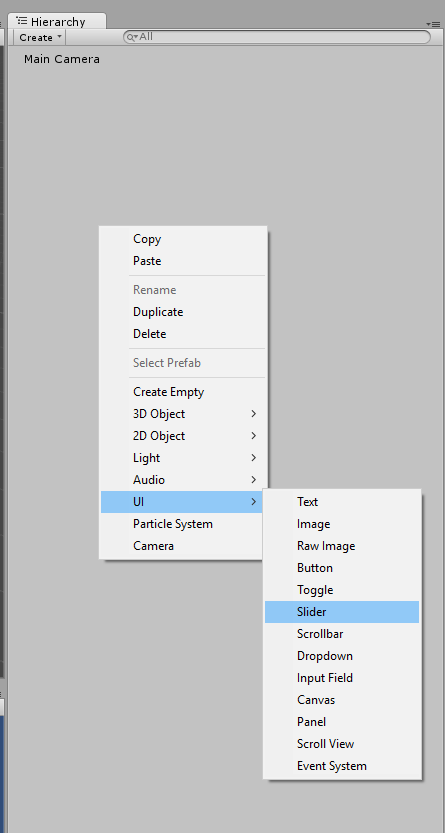 Hierarchy
Create
All
Main Camera
Copy
Paste
Rename
Duplicate
Delete
Select Prefab
Create Empty
3D Object
2D Object
Light
Audio
UI
Particle System
Camera
Text
Image
Raw Image
Button
Toggle
Slider
Scrollbar
Dropdown
Input Field
Canvas
Panel
Scroll View
Event System